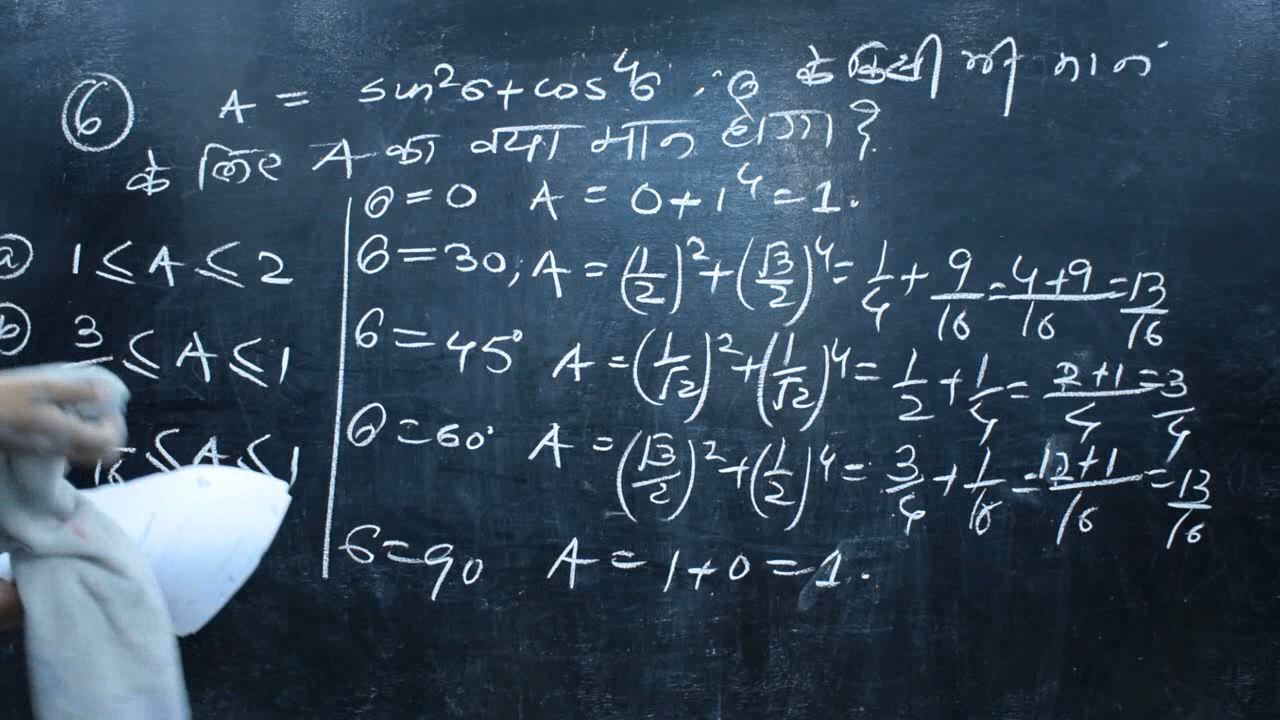 ⑥ A = sin²θ+cos⁴θ, θ के किसी भी मान
के लिए A का क्या मान होगा?
θ=0 A = 0+1⁴=1.
ⓐ 1 ≤ A ≤ 2
θ=30, A = (1/2)²+(√3/2)⁴=1/4+9/16=4+9/16=13/16
ⓑ 3 ≤ A ≤ 1
θ=45° A =(1/√2)²+(1/√2)⁴=1/2+1/4=2+1/4=3/4
θ=60° A =(√3/2)²+(1/2)⁴=3/4+1/16=12+1/16=13/16
≤ A ≤ 1
θ=90 A = 1+0=1.